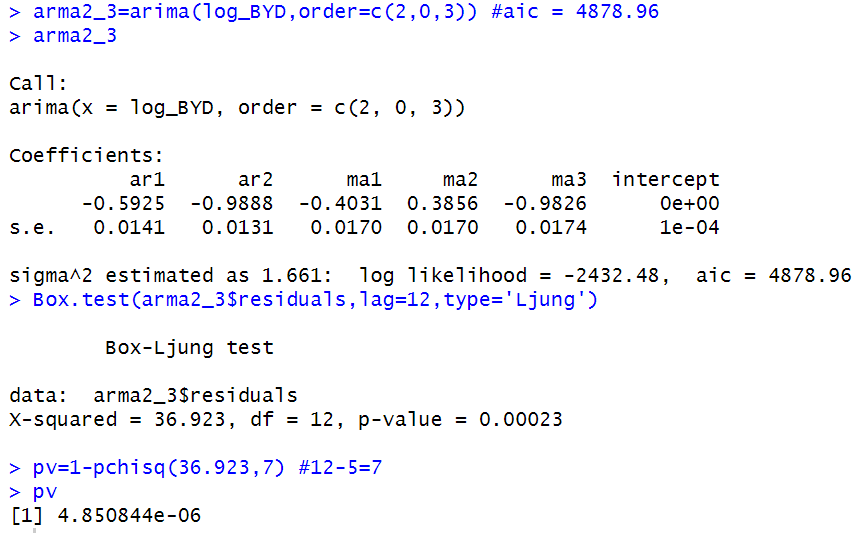 > arma2_3=arima(log_BYD,order=c(2,0,3)) #aic = 4878.96
> arma2_3
Call:
arima(x = log_BYD, order = c(2, 0, 3))
Coefficients:
ar1 ar2 ma1 ma2 ma3 intercept
-0.5925 -0.9888 -0.4031 0.3856 -0.9826 0e+00
s.e. 0.0141 0.0131 0.0170 0.0170 0.0174 1e-04
sigma^2 estimated as 1.661: log likelihood = -2432.48, aic = 4878.96
> Box.test(arma2_3$residuals,lag=12,type='Ljung')
Box-Ljung test
data: arma2_3$residuals
X-squared = 36.923, df = 12, p-value = 0.00023
> pv=1-pchisq(36.923,7) #12-5=7
> pv
[1] 4.850844e-06